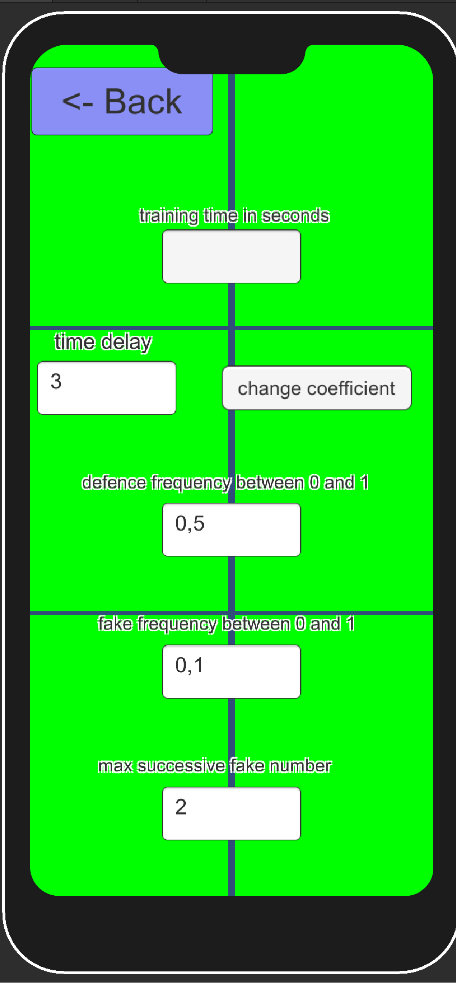 <- Back
training time in seconds
time delay
3
change coefficient
defence frequency between 0 and 1
0,5
fake frequency between 0 and 1
0,1
max successive fake number
2